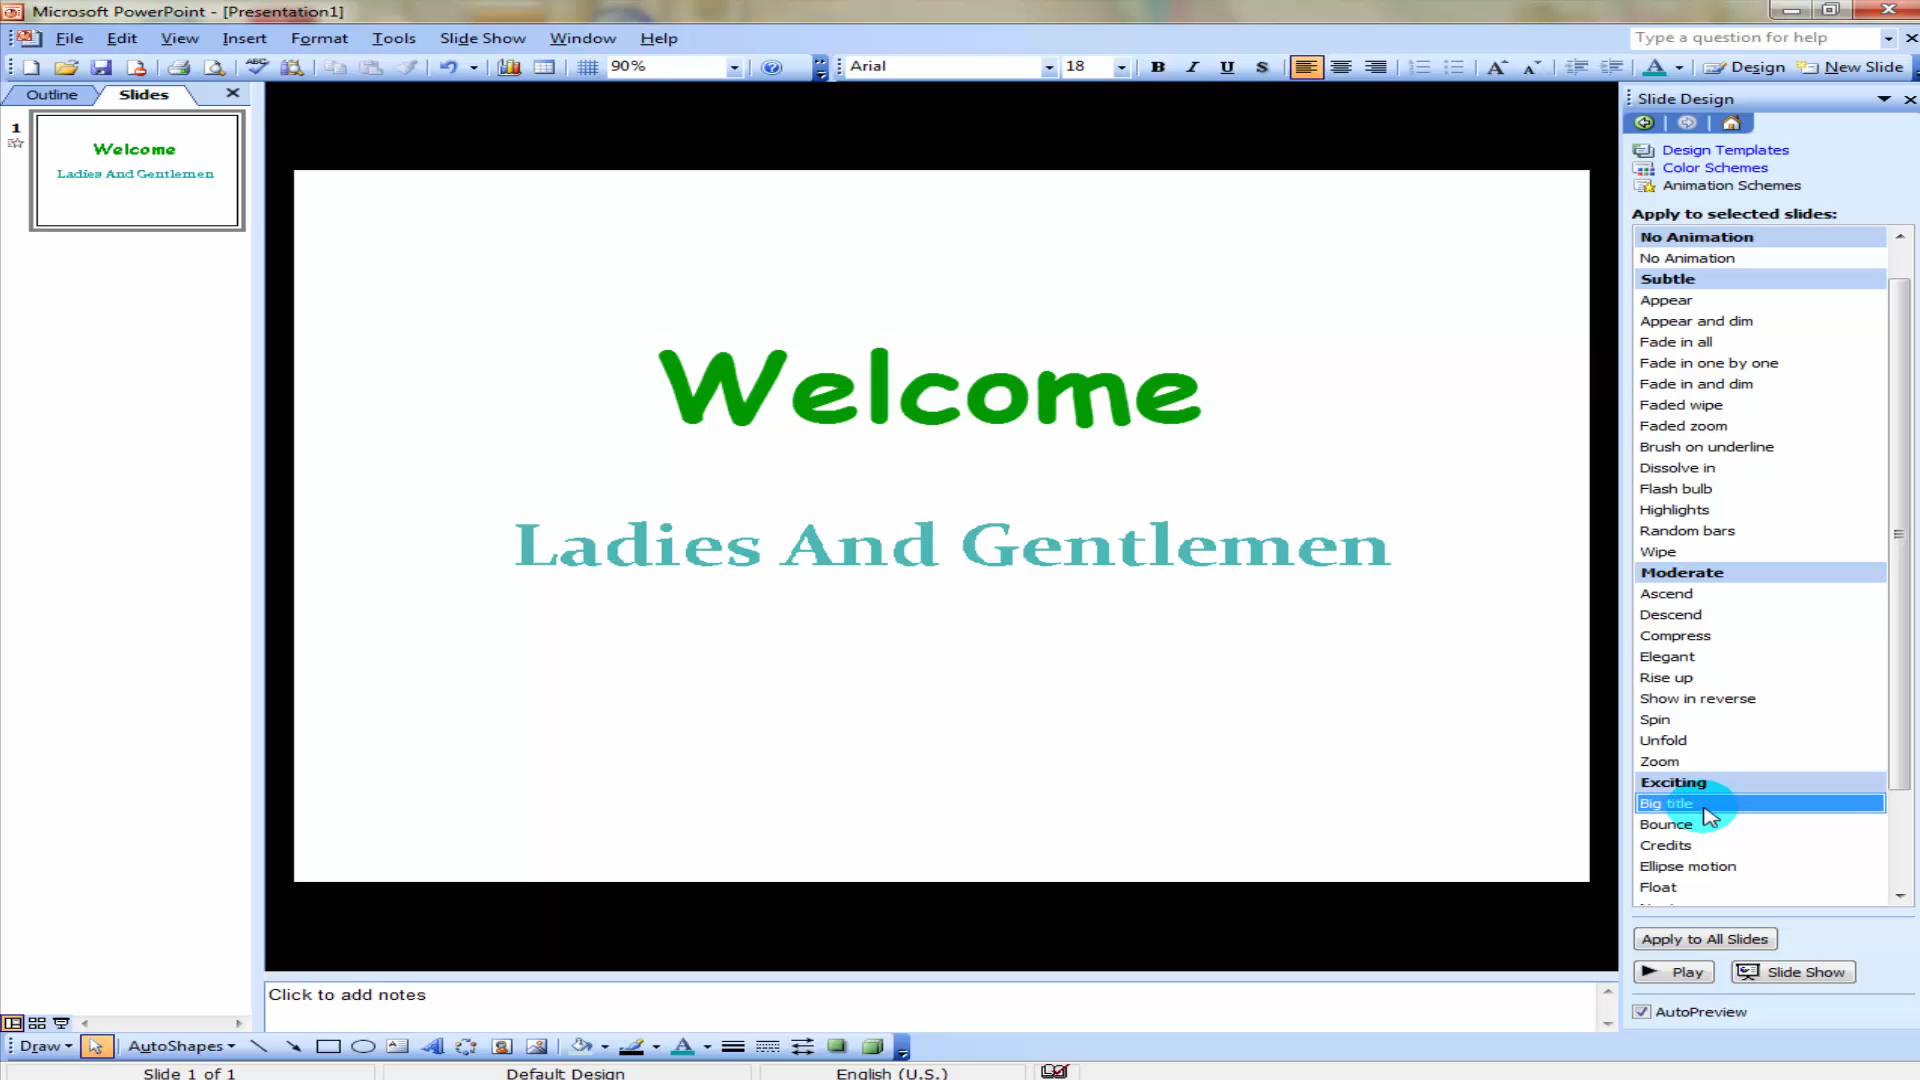 Microsoft PowerPoint - [Presentation1]
File Edit View Insert Format Tools Slide Show Window Help
Type a question for help
90%
Arial
18
B I U S
A A A
Design New Slide
Outline Slides
Slide Design
1
Welcome
Ladies And Gentlemen
Design Templates
Color Schemes
Animation Schemes
Apply to selected slides:
No Animation
No Animation
Subtle
Appear
Appear and dim
Fade in all
Fade in one by one
Fade in and dim
Faded wipe
Faded zoom
Brush on underline
Dissolve in
Flash bulb
Highlights
Random bars
Wipe
Moderate
Ascend
Descend
Compress
Elegant
Rise up
Show in reverse
Spin
Unfold
Zoom
Exciting
Big title
Bounce
Credits
Ellipse motion
Float
Welcome
Ladies And Gentlemen
Apply to All Slides
Play Slide Show
AutoPreview
Click to add notes
Draw AutoShapes
Slide 1 of 1 Default Design English (U.S.)